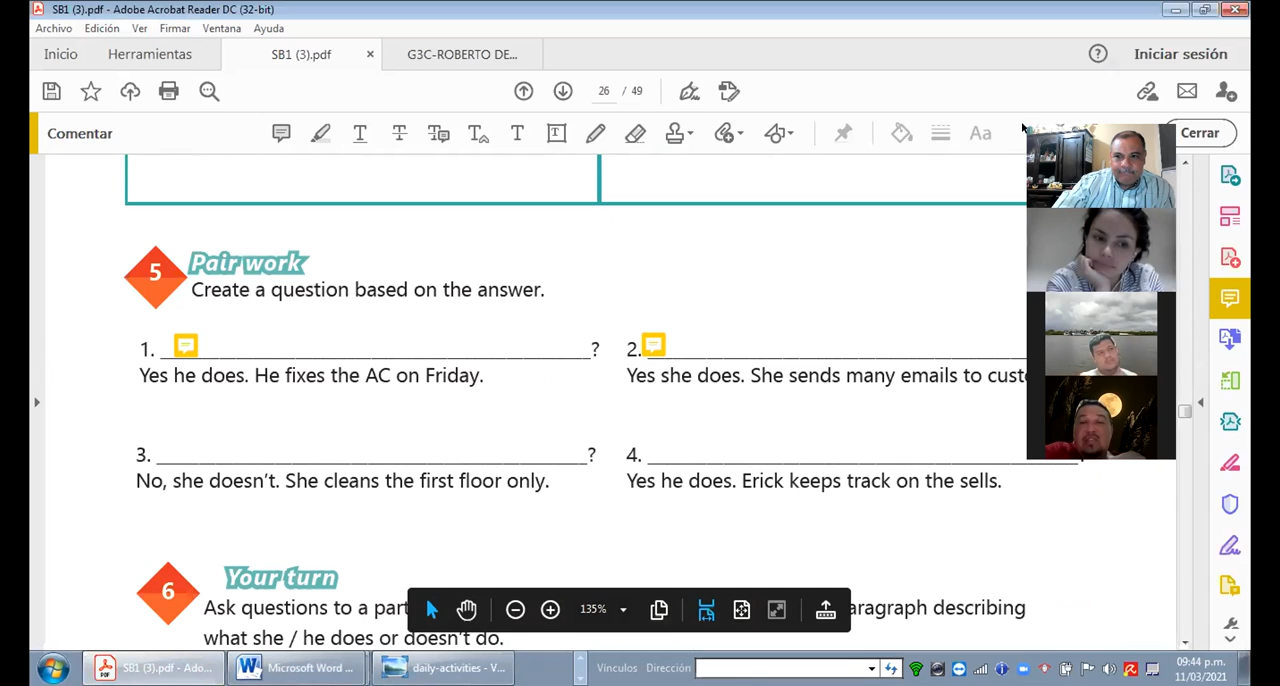 SB1 (3).pdf - Adobe Acrobat Reader DC (32-bit)
Archivo Edición Ver Firmar Ventana Ayuda
Inicio Herramientas SB1 (3).pdf × G3C-ROBERTO DE... ? Iniciar sesión
26 / 49
Comentar Aa Cerrar
5 Pair work
Create a question based on the answer.
1. ? 2.
Yes he does. He fixes the AC on Friday. Yes she does. She sends many emails to custo
3. ? 4.
No, she doesn't. She cleans the first floor only. Yes he does. Erick keeps track on the sells.
6 Your turn
Ask questions to a part aragraph describing
what she / he does or doesn't do.
135%
SB1 (3).pdf - Ado... Microsoft Word ... daily-activities - V... Vínculos Dirección 09:44 p.m.
11/03/2021